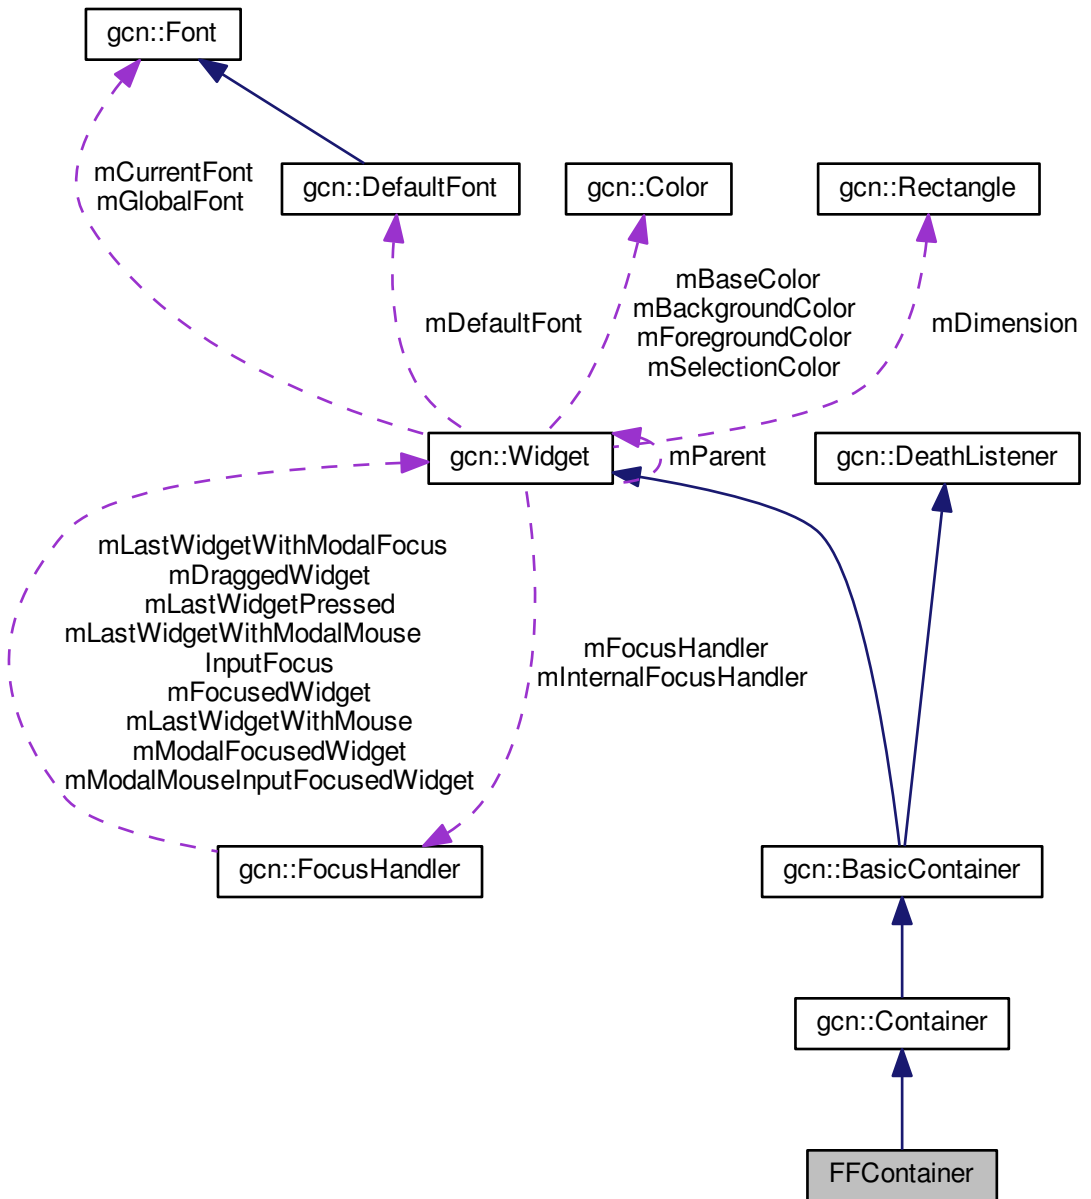 gcn::Font
mCurrentFont
mGlobalFont
gcn::DefaultFont
gcn::Color
gcn::Rectangle
mDefaultFont
mBaseColor
mBackgroundColor
mForegroundColor
mSelectionColor
mDimension
gcn::Widget
mParent
gcn::DeathListener
mLastWidgetWithModalFocus
mDraggedWidget
mLastWidgetPressed
mLastWidgetWithModalMouse
InputFocus
mFocusedWidget
mLastWidgetWithMouse
mModalFocusedWidget
mModalMouseInputFocusedWidget
mFocusHandler
mInternalFocusHandler
gcn::FocusHandler
gcn::BasicContainer
gcn::Container
FFContainer